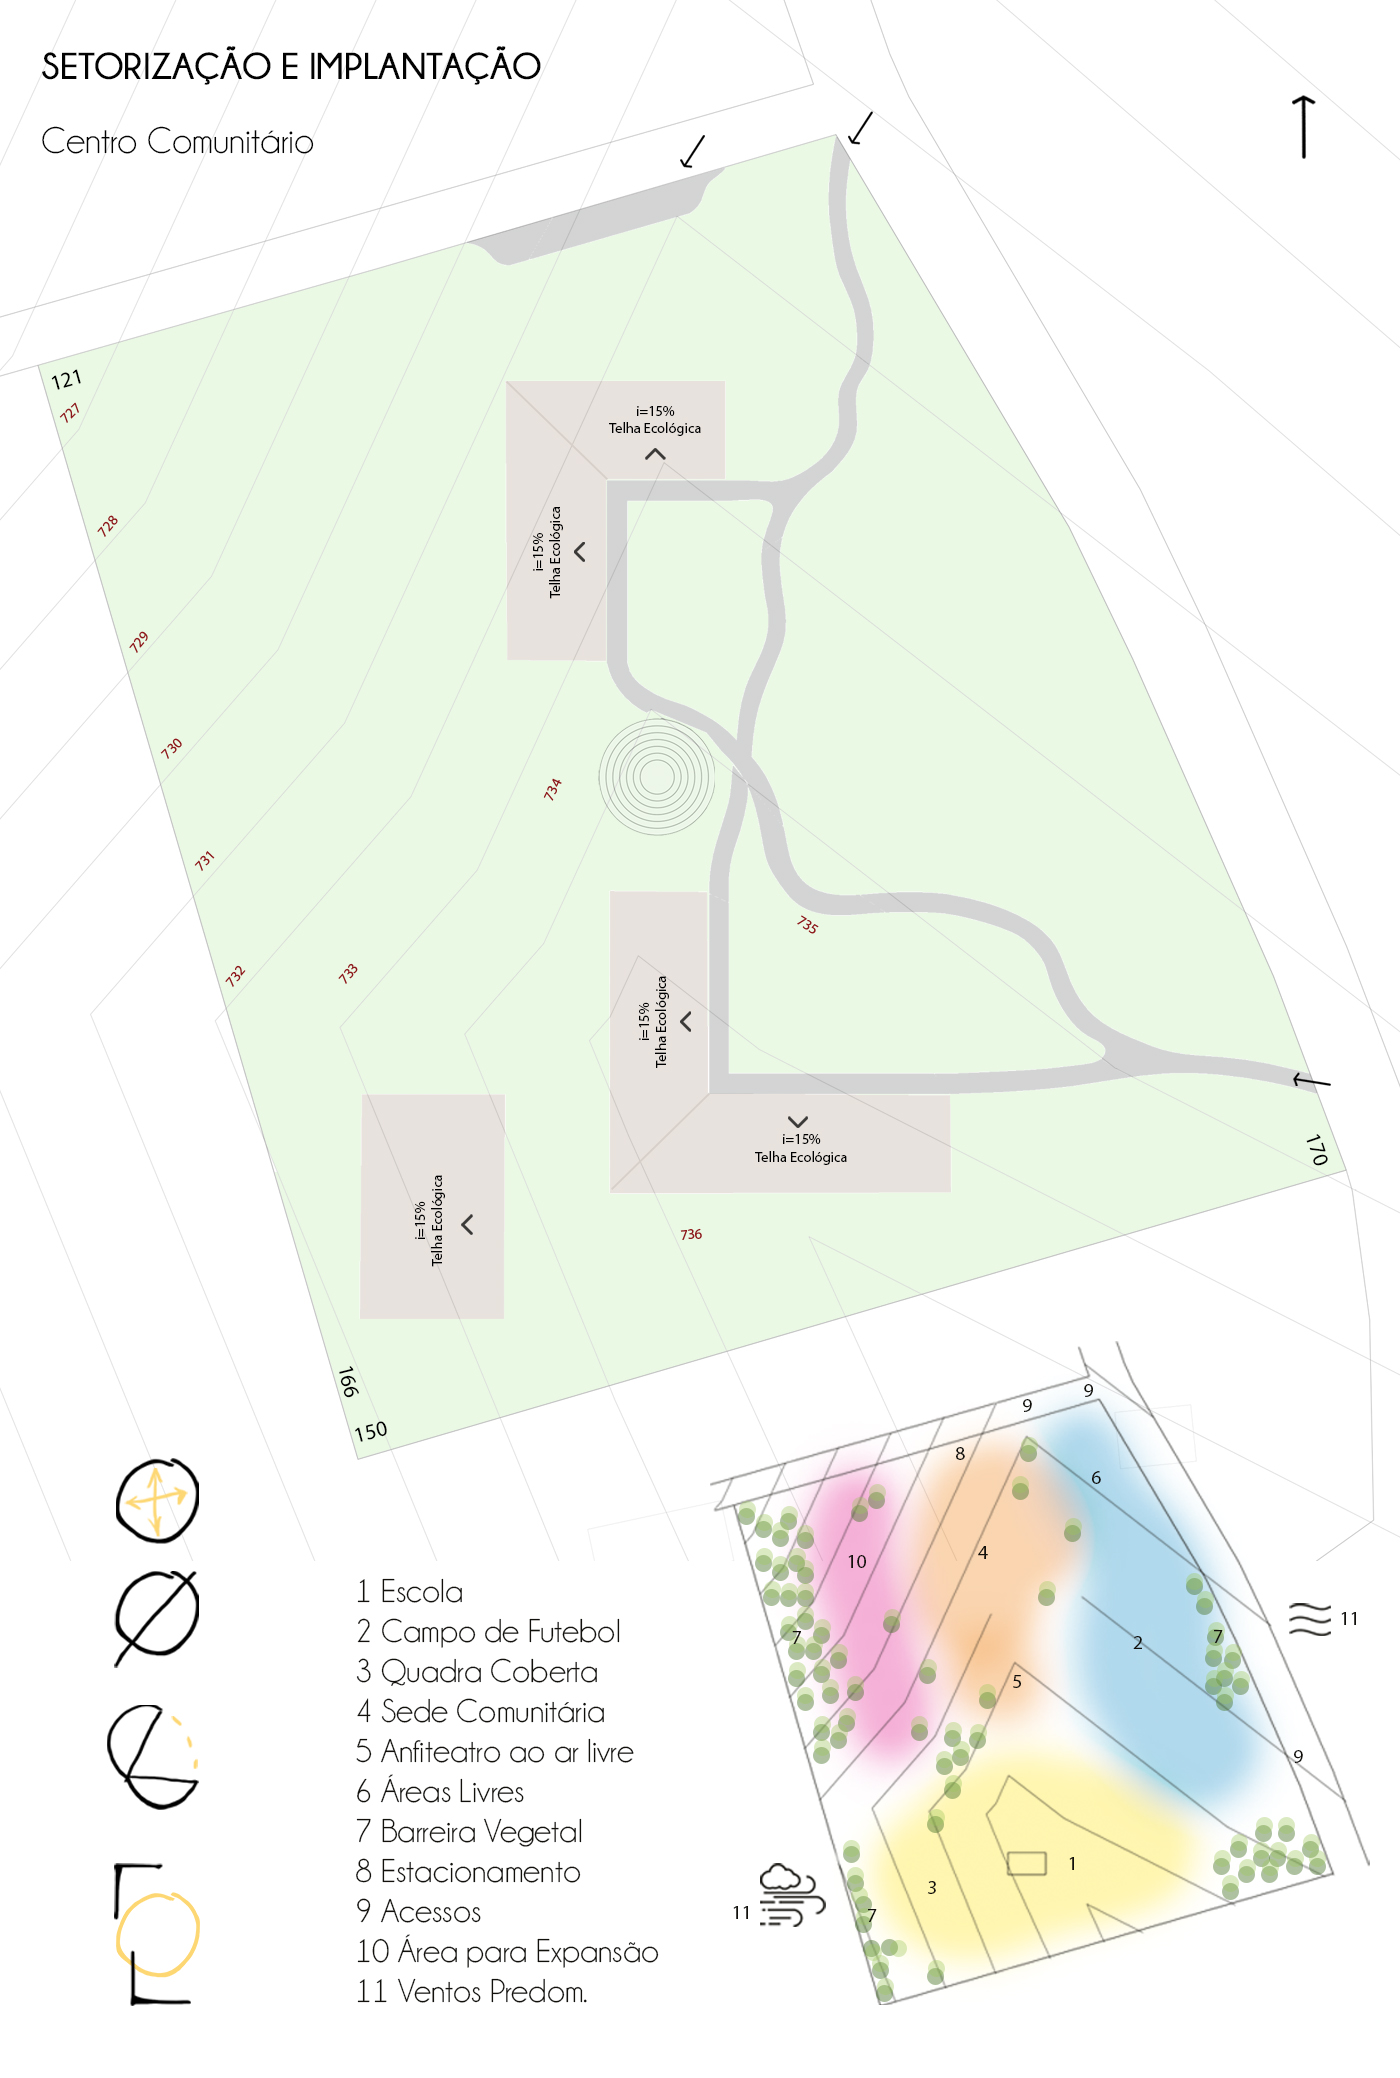 SETORIZAÇÃO E IMPLANTAÇÃO
Centro Comunitário
121
727
728
729
730
731
732
733
734
735
736
i=15%
Telha Ecológica
i=15%
Telha Ecológica
i=15%
Telha Ecológica
i=15%
Telha Ecológica
i=15%
Telha Ecológica
170
166
150
1 Escola
2 Campo de Futebol
3 Quadra Coberta
4 Sede Comunitária
5 Anfiteatro ao ar livre
6 Áreas Livres
7 Barreira Vegetal
8 Estacionamento
9 Acessos
10 Área para Expansão
11 Ventos Predom.
9
9
8
6
10
4
7
2
7
11
5
9
1
3
7
11